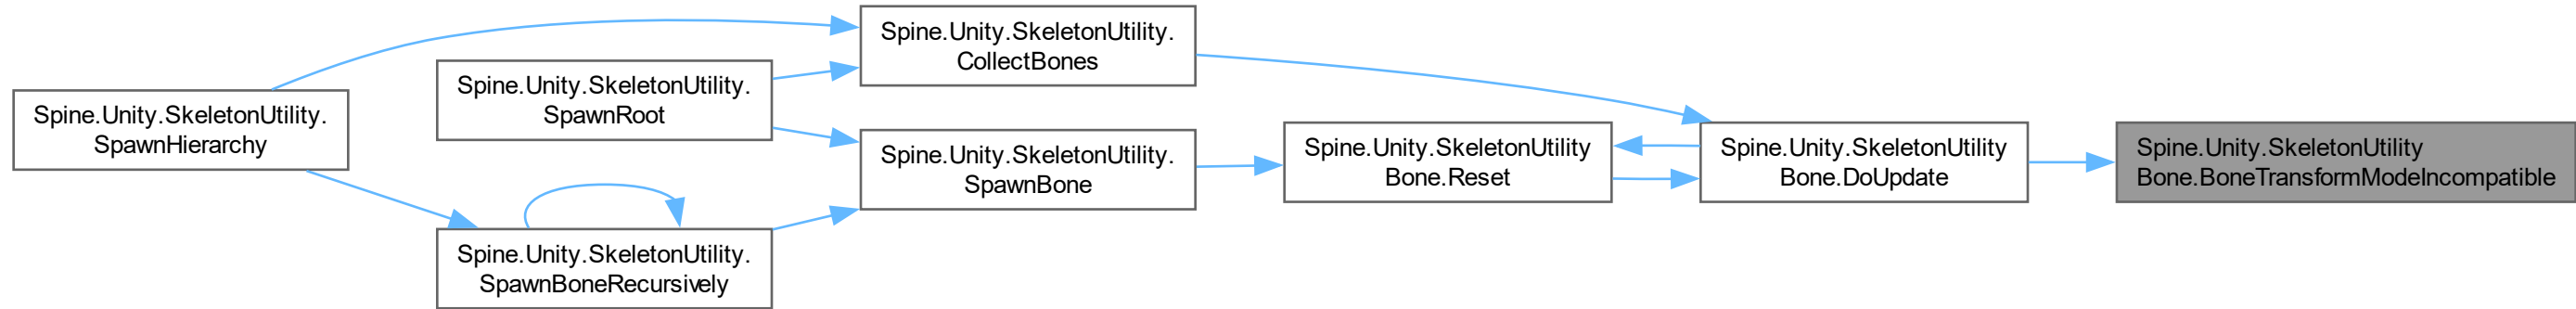 Spine.Unity.SkeletonUtility.
SpawnHierarchy
Spine.Unity.SkeletonUtility.
SpawnRoot
Spine.Unity.SkeletonUtility.
SpawnBoneRecursively
Spine.Unity.SkeletonUtility.
CollectBones
Spine.Unity.SkeletonUtility.
SpawnBone
Spine.Unity.SkeletonUtility
Bone.Reset
Spine.Unity.SkeletonUtility
Bone.DoUpdate
Spine.Unity.SkeletonUtility
Bone.BoneTransformModeIncompatible